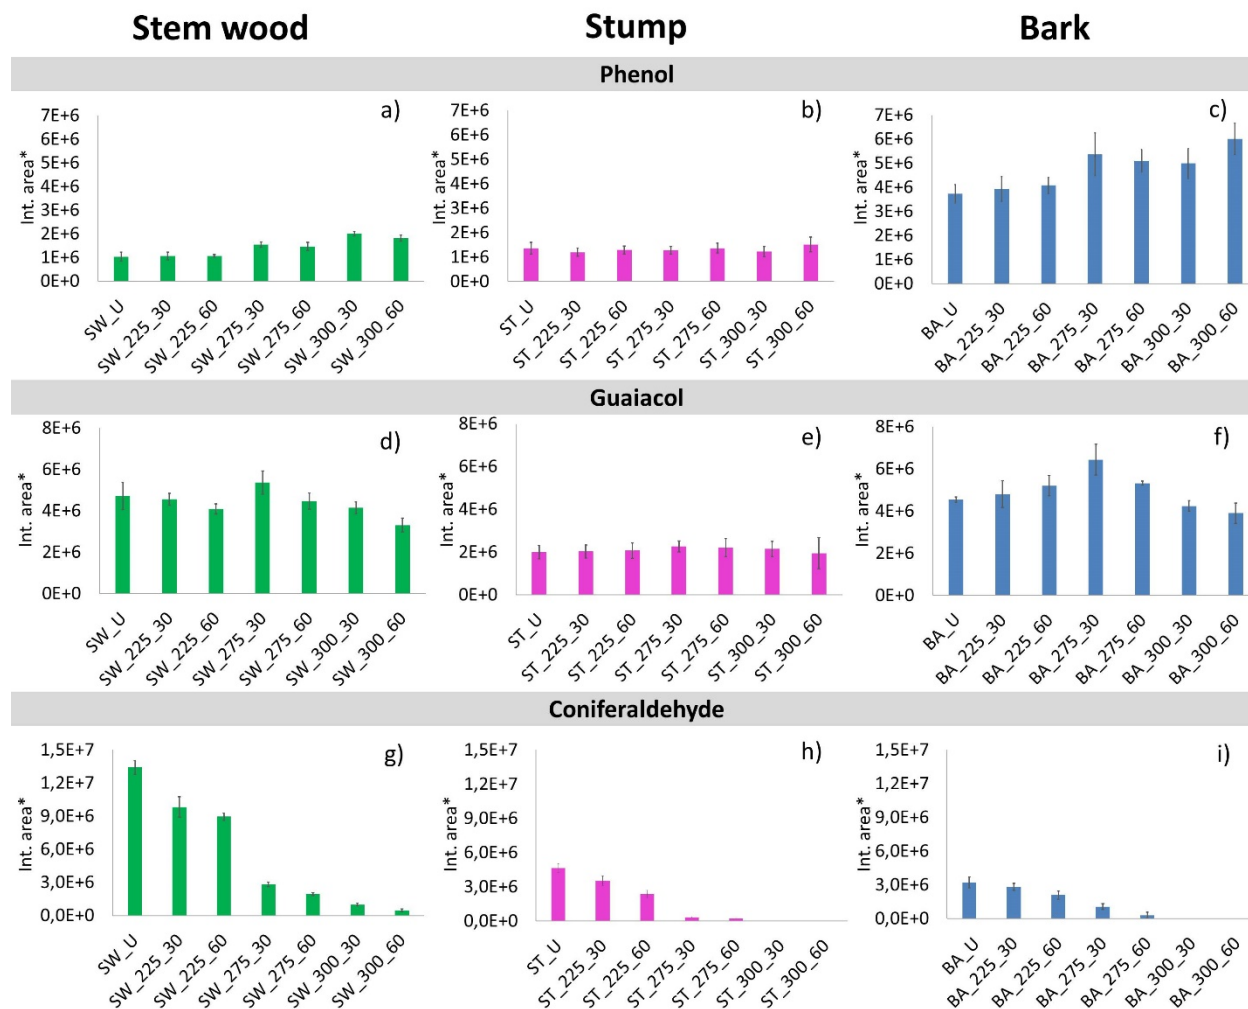 Stem wood
Stump
Bark
Phenol
a)
Int. area*
7E+6
6E+6
5E+6
4E+6
3E+6
2E+6
1E+6
0E+0
SW_U
SW_225_30
SW_225_60
SW_275_30
SW_275_60
SW_300_30
SW_300_60
b)
Int. area*
7E+6
6E+6
5E+6
4E+6
3E+6
2E+6
1E+6
0E+0
ST_U
ST_225_30
ST_225_60
ST_275_30
ST_275_60
ST_300_30
ST_300_60
c)
Int. area*
7E+6
6E+6
5E+6
4E+6
3E+6
2E+6
1E+6
0E+0
BA_U
BA_225_30
BA_225_60
BA_275_30
BA_275_60
BA_300_30
BA_300_60
Guaiacol
d)
Int. area*
8E+6
6E+6
4E+6
2E+6
0E+0
SW_U
SW_225_30
SW_225_60
SW_275_30
SW_275_60
SW_300_30
SW_300_60
e)
Int. area*
8E+6
6E+6
4E+6
2E+6
0E+0
ST_U
ST_225_30
ST_225_60
ST_275_30
ST_275_60
ST_300_30
ST_300_60
f)
Int. area*
8E+6
6E+6
4E+6
2E+6
0E+0
BA_U
BA_225_30
BA_225_60
BA_275_30
BA_275_60
BA_300_30
BA_300_60
Coniferaldehyde
g)
Int. area*
1,5E+7
1,2E+7
9,0E+6
6,0E+6
3,0E+6
0,0E+0
SW_U
SW_225_30
SW_225_60
SW_275_30
SW_275_60
SW_300_30
SW_300_60
h)
Int. area*
1,5E+7
1,2E+7
9,0E+6
6,0E+6
3,0E+6
0,0E+0
ST_U
ST_225_30
ST_225_60
ST_275_30
ST_275_60
ST_300_30
ST_300_60
i)
Int. area*
1,5E+7
1,2E+7
9,0E+6
6,0E+6
3,0E+6
0,0E+0
BA_U
BA_225_30
BA_225_60
BA_275_30
BA_275_60
BA_300_30
BA_300_60